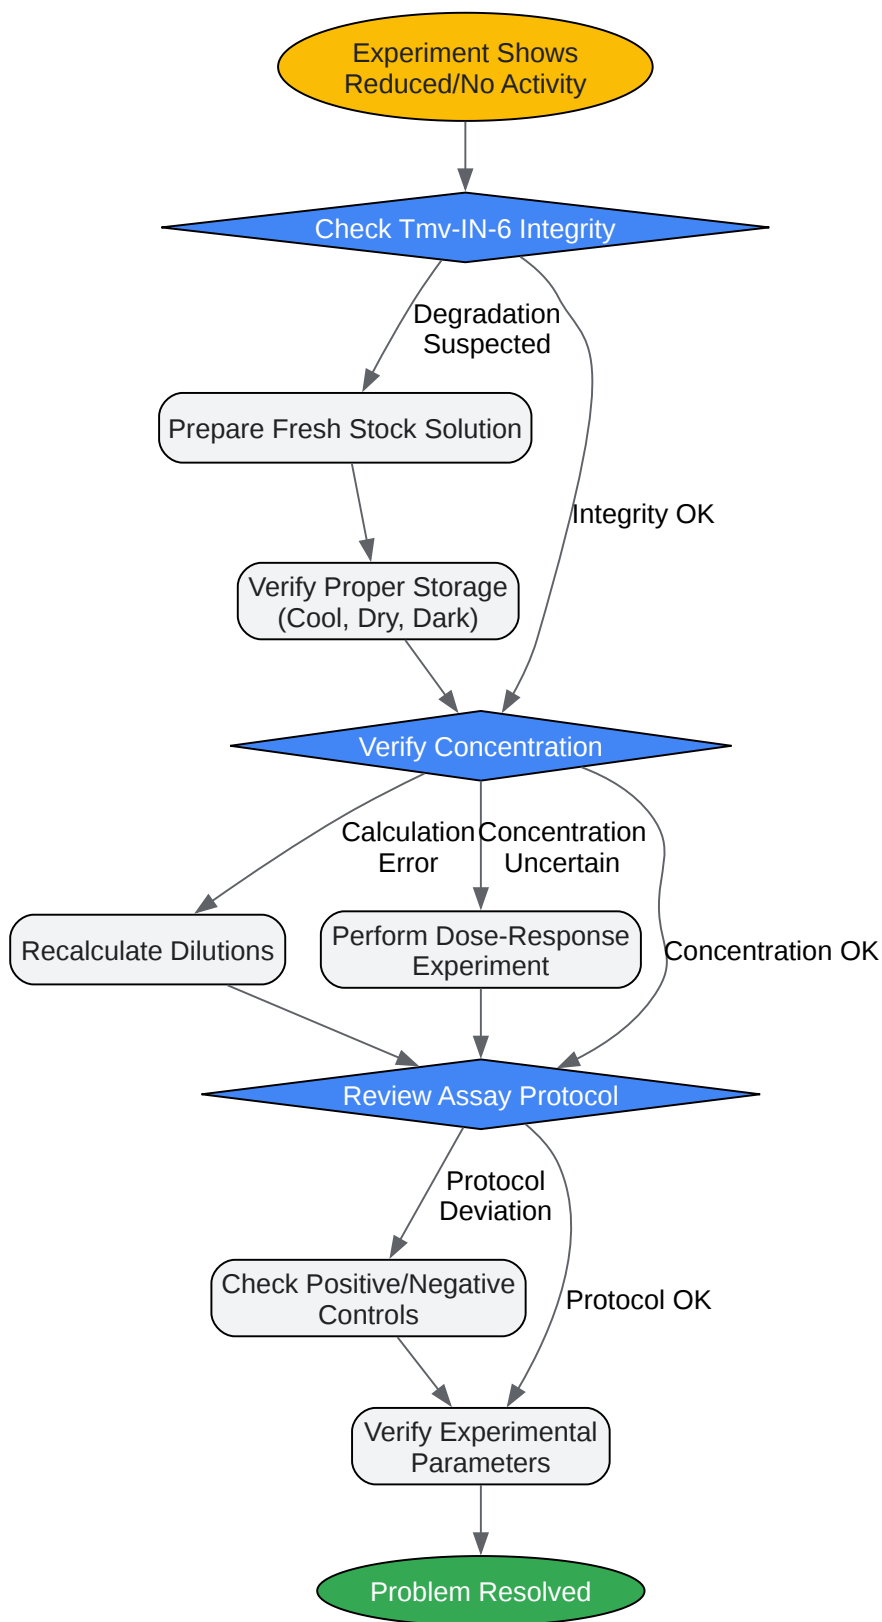 Experiment Shows
Reduced/No Activity
Check Tmv-IN-6 Integrity
Degradation
Suspected
Prepare Fresh Stock Solution
Integrity OK
Verify Proper Storage
(Cool, Dry, Dark)
Verify Concentration
Calculation
Error
Concentration
Uncertain
Recalculate Dilutions
Perform Dose-Response
Experiment
Concentration OK
Review Assay Protocol
Protocol
Deviation
Check Positive/Negative
Controls
Protocol OK
Verify Experimental
Parameters
Problem Resolved